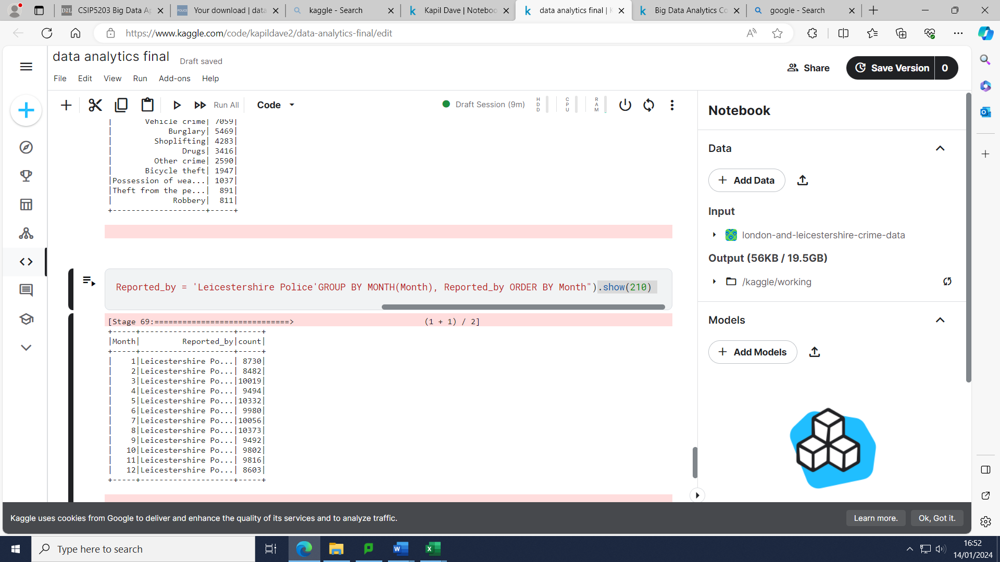 CSIP5203 Big Data Ap
Your download | data
kaggle - Search
Kapil Dave | Noteboo
data analytics final | K
Big Data Analytics Co
google - Search
https://www.kaggle.com/code/kapildave2/data-analytics-final/edit
data analytics final
Draft saved
File Edit View Run Add-ons Help
Share
Save Version 0
Run All
Code
Draft Session (9m)
HDD
CPU
RAM
| Vehicle crime| 7059|
| Burglary| 5469|
| Shoplifting| 4283|
| Drugs| 3416|
| Other crime| 2590|
| Bicycle theft| 1947|
|Possession of wea...| 1037|
|Theft from the pe...| 891|
| Robbery| 811|
+--------------------+-----+
Reported_by = 'Leicestershire Police'GROUP BY MONTH(Month), Reported_by ORDER BY Month").show(210)
[Stage 69:=============================> (1 + 1) / 2]
+-----+--------------------+-----+
|Month| Reported_by|count|
+-----+--------------------+-----+
| 1|Leicestershire Po...| 8730|
| 2|Leicestershire Po...| 8482|
| 3|Leicestershire Po...|10019|
| 4|Leicestershire Po...| 9494|
| 5|Leicestershire Po...|10332|
| 6|Leicestershire Po...| 9980|
| 7|Leicestershire Po...|10056|
| 8|Leicestershire Po...|10373|
| 9|Leicestershire Po...| 9492|
| 10|Leicestershire Po...| 9802|
| 11|Leicestershire Po...| 9816|
| 12|Leicestershire Po...| 8603|
+-----+--------------------+-----+
Notebook
Data
Add Data
Input
london-and-leicestershire-crime-data
Output (56KB / 19.5GB)
/kaggle/working
Models
Add Models
Kaggle uses cookies from Google to deliver and enhance the quality of its services and to analyze traffic.
Learn more.
Ok, Got it.
Type here to search
16:52
14/01/2024